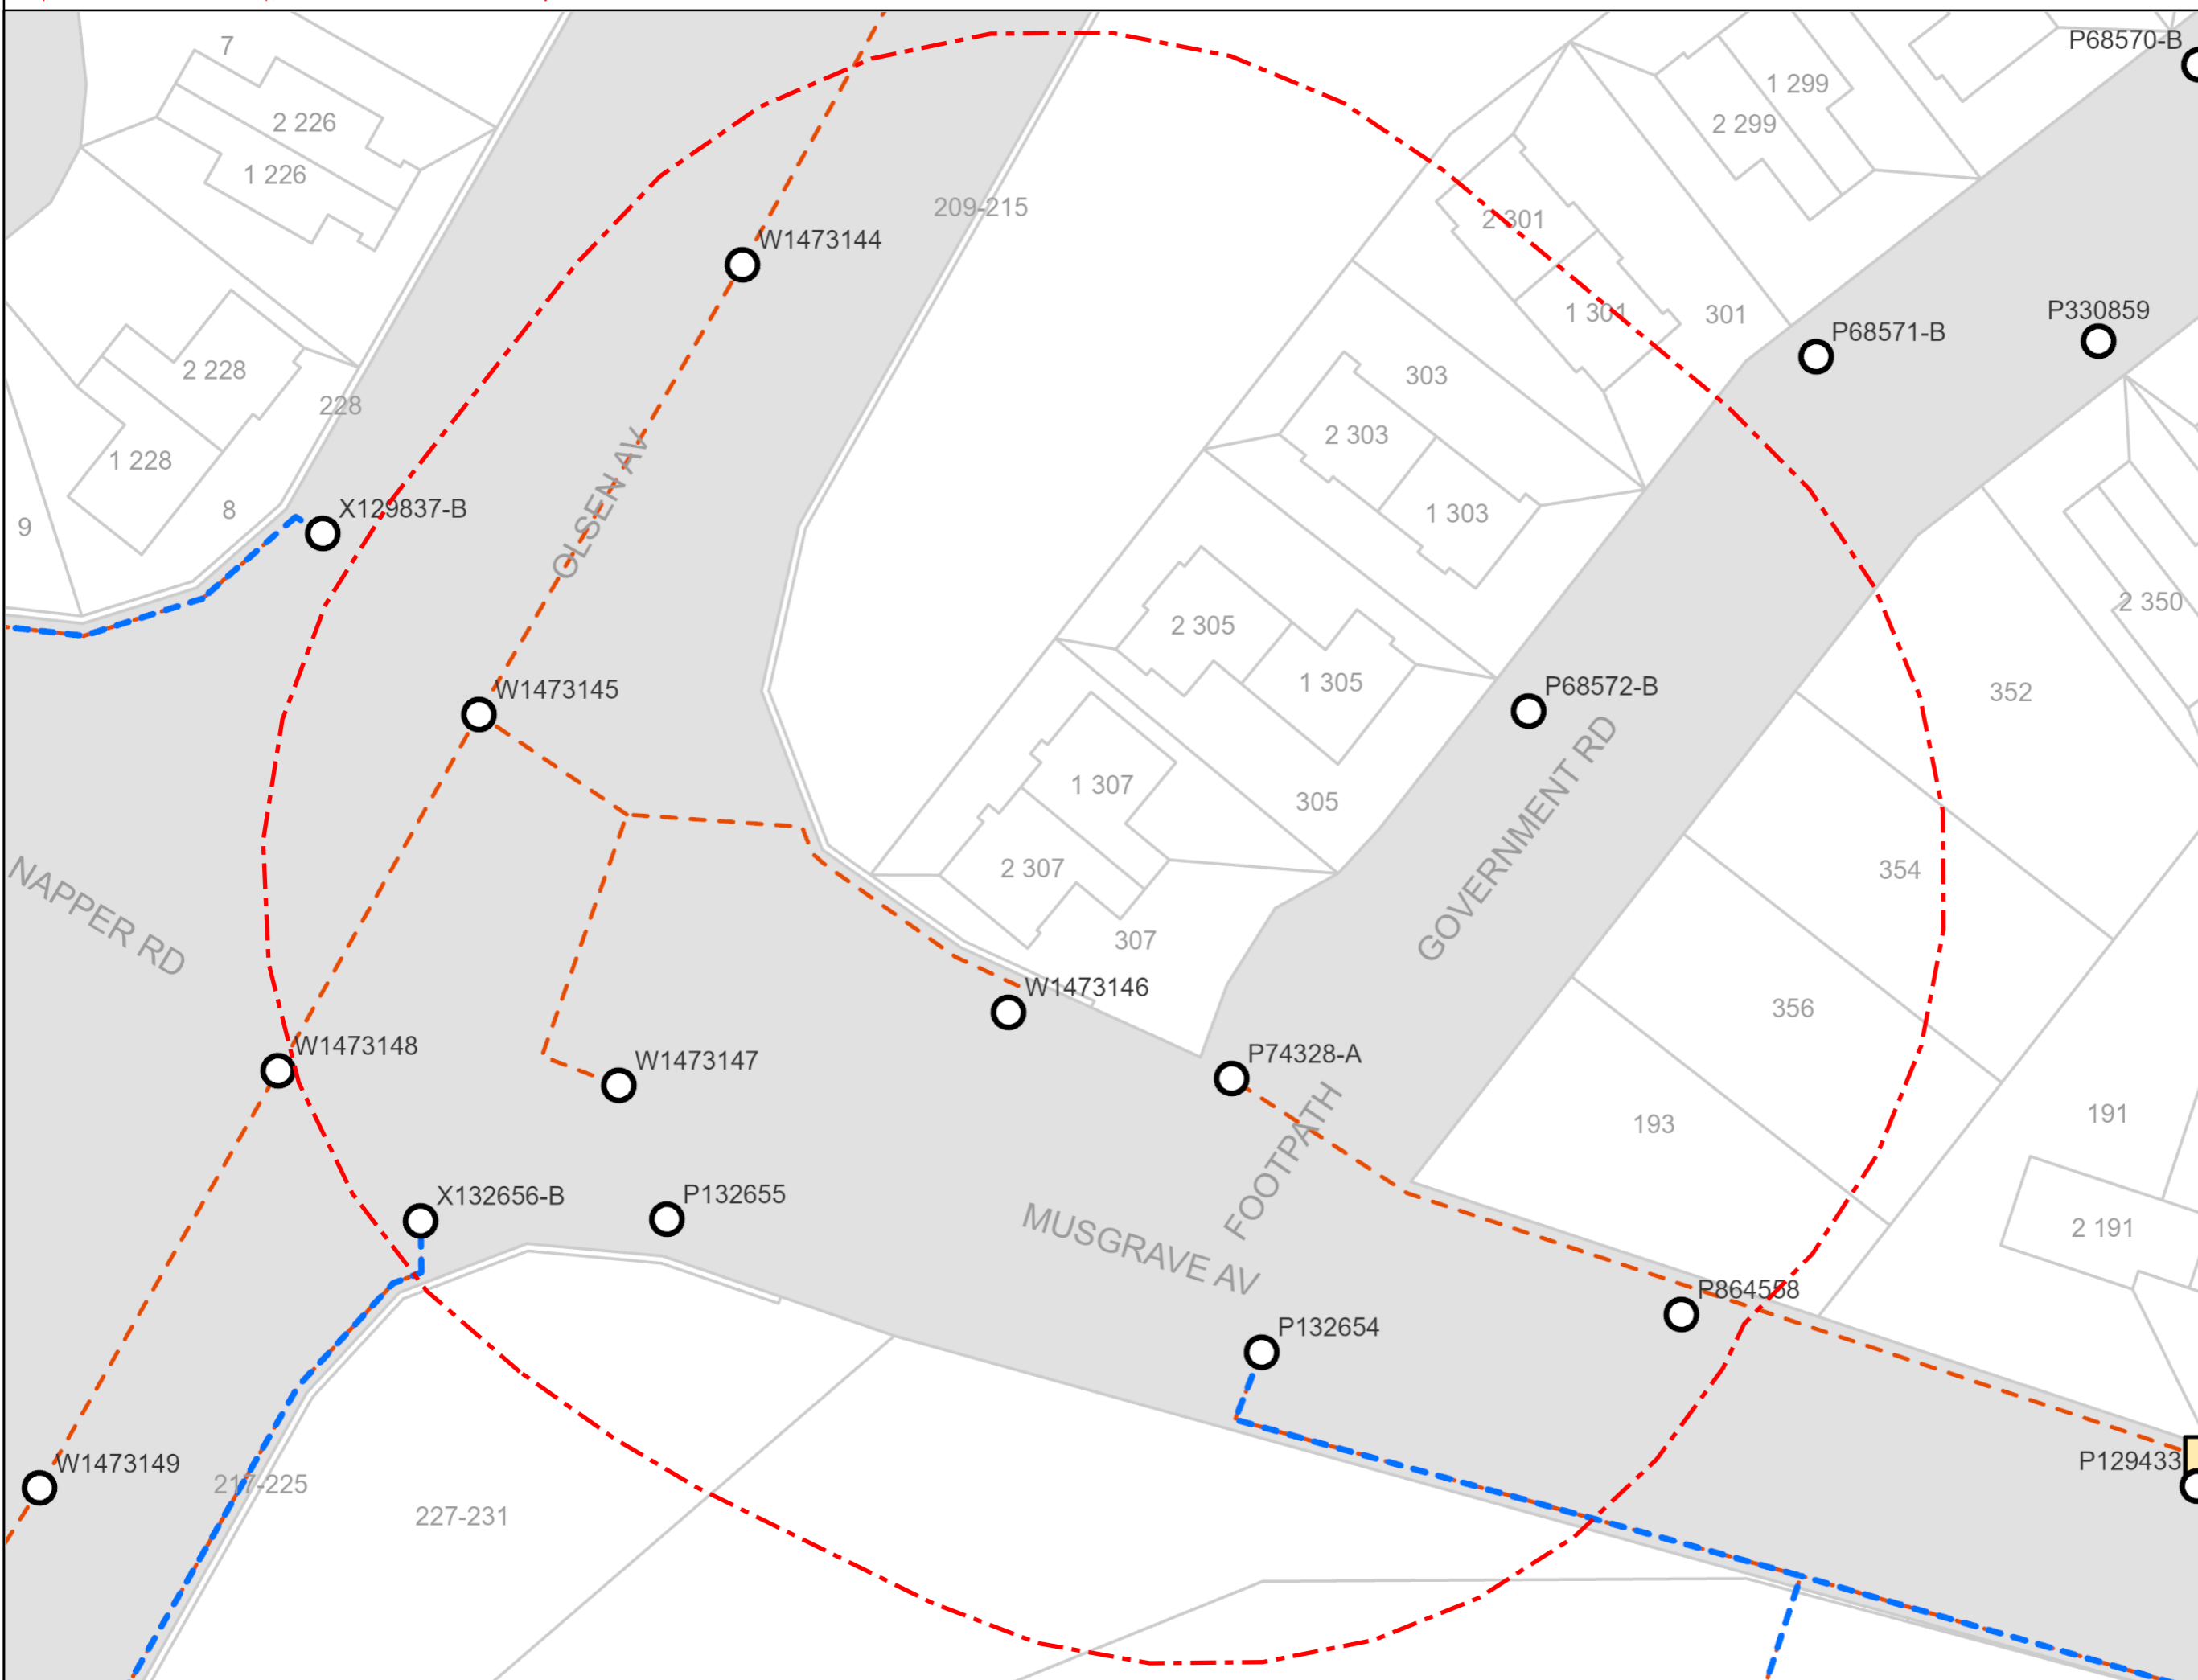 P68570-B
7
1 299
2 226
2 299
1 226
209-215
2 301
W1473144
1 301
301
P330859
P68571-B
2 228
303
228
2 303
1 228
OLSEN AV
X129837-B
8
1 303
9
2 350
2 305
1 305
W1473145
P68572-B
352
1 307
305
GOVERNMENT RD
2 307
354
NAPPER RD
307
W1473146
356
W1473148
P74328-A
W1473147
193
191
FOOTPATH
X132656-B
P132655
2 191
MUSGRAVE AV
P864558
P132654
W1473149
P129433
217-225
227-231